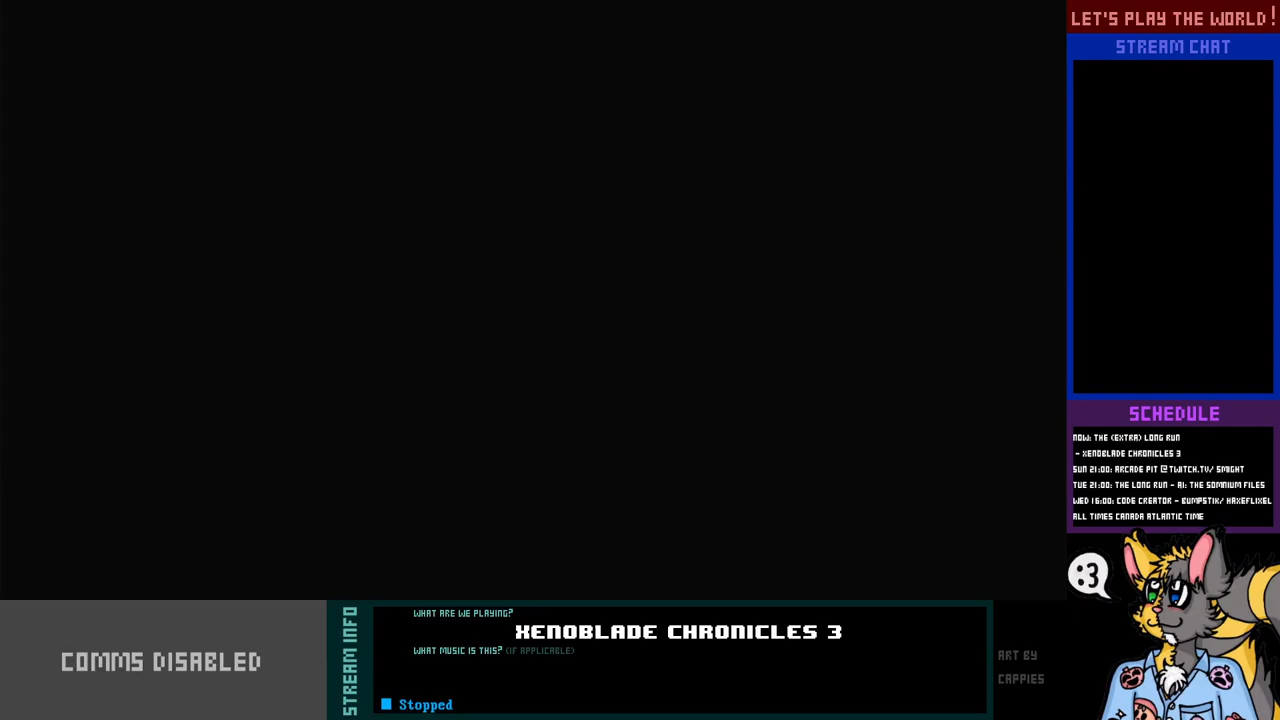 LET'S PLAY THE WORLD!
STREAM CHAT
SCHEDULE
NOW: THE (EXTRA) LONG RUN
- XENOBLADE CHRONICLES 3
SUN 21:00: ARCADE PIT @ TWITCH.TV/ SMIGHT
TUE 21:00: THE LONG RUN - AI: THE SOMNIUM FILES
WED 16:00: CODE CREATOR - BUMPSTIK/ HAXEFLIXEL
ALL TIMES CANADA ATLANTIC TIME
:3
COMMS DISABLED
STREAM INFO
WHAT ARE WE PLAYING?
XENOBLADE CHRONICLES 3
WHAT MUSIC IS THIS? (IF APPLICABLE)
Stopped
ART BY
CAPPIES